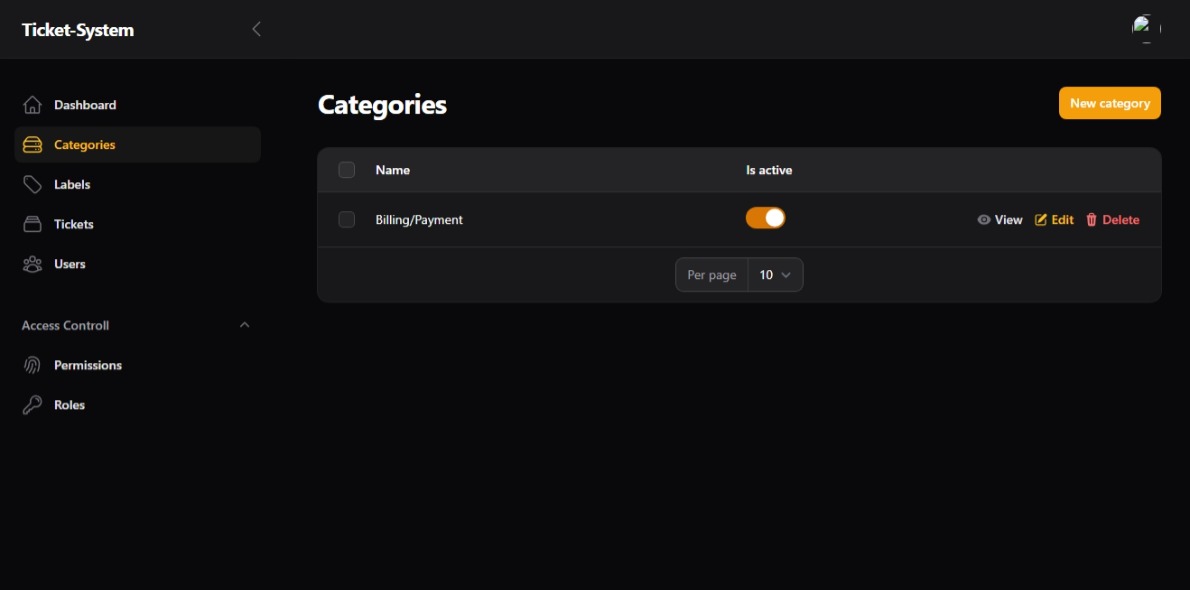 Ticket-System
Dashboard
Categories
Labels
Tickets
Users
Access Controll
Permissions
Roles
Categories
New category
Name Is active
Billing/Payment View Edit Delete
Per page 10